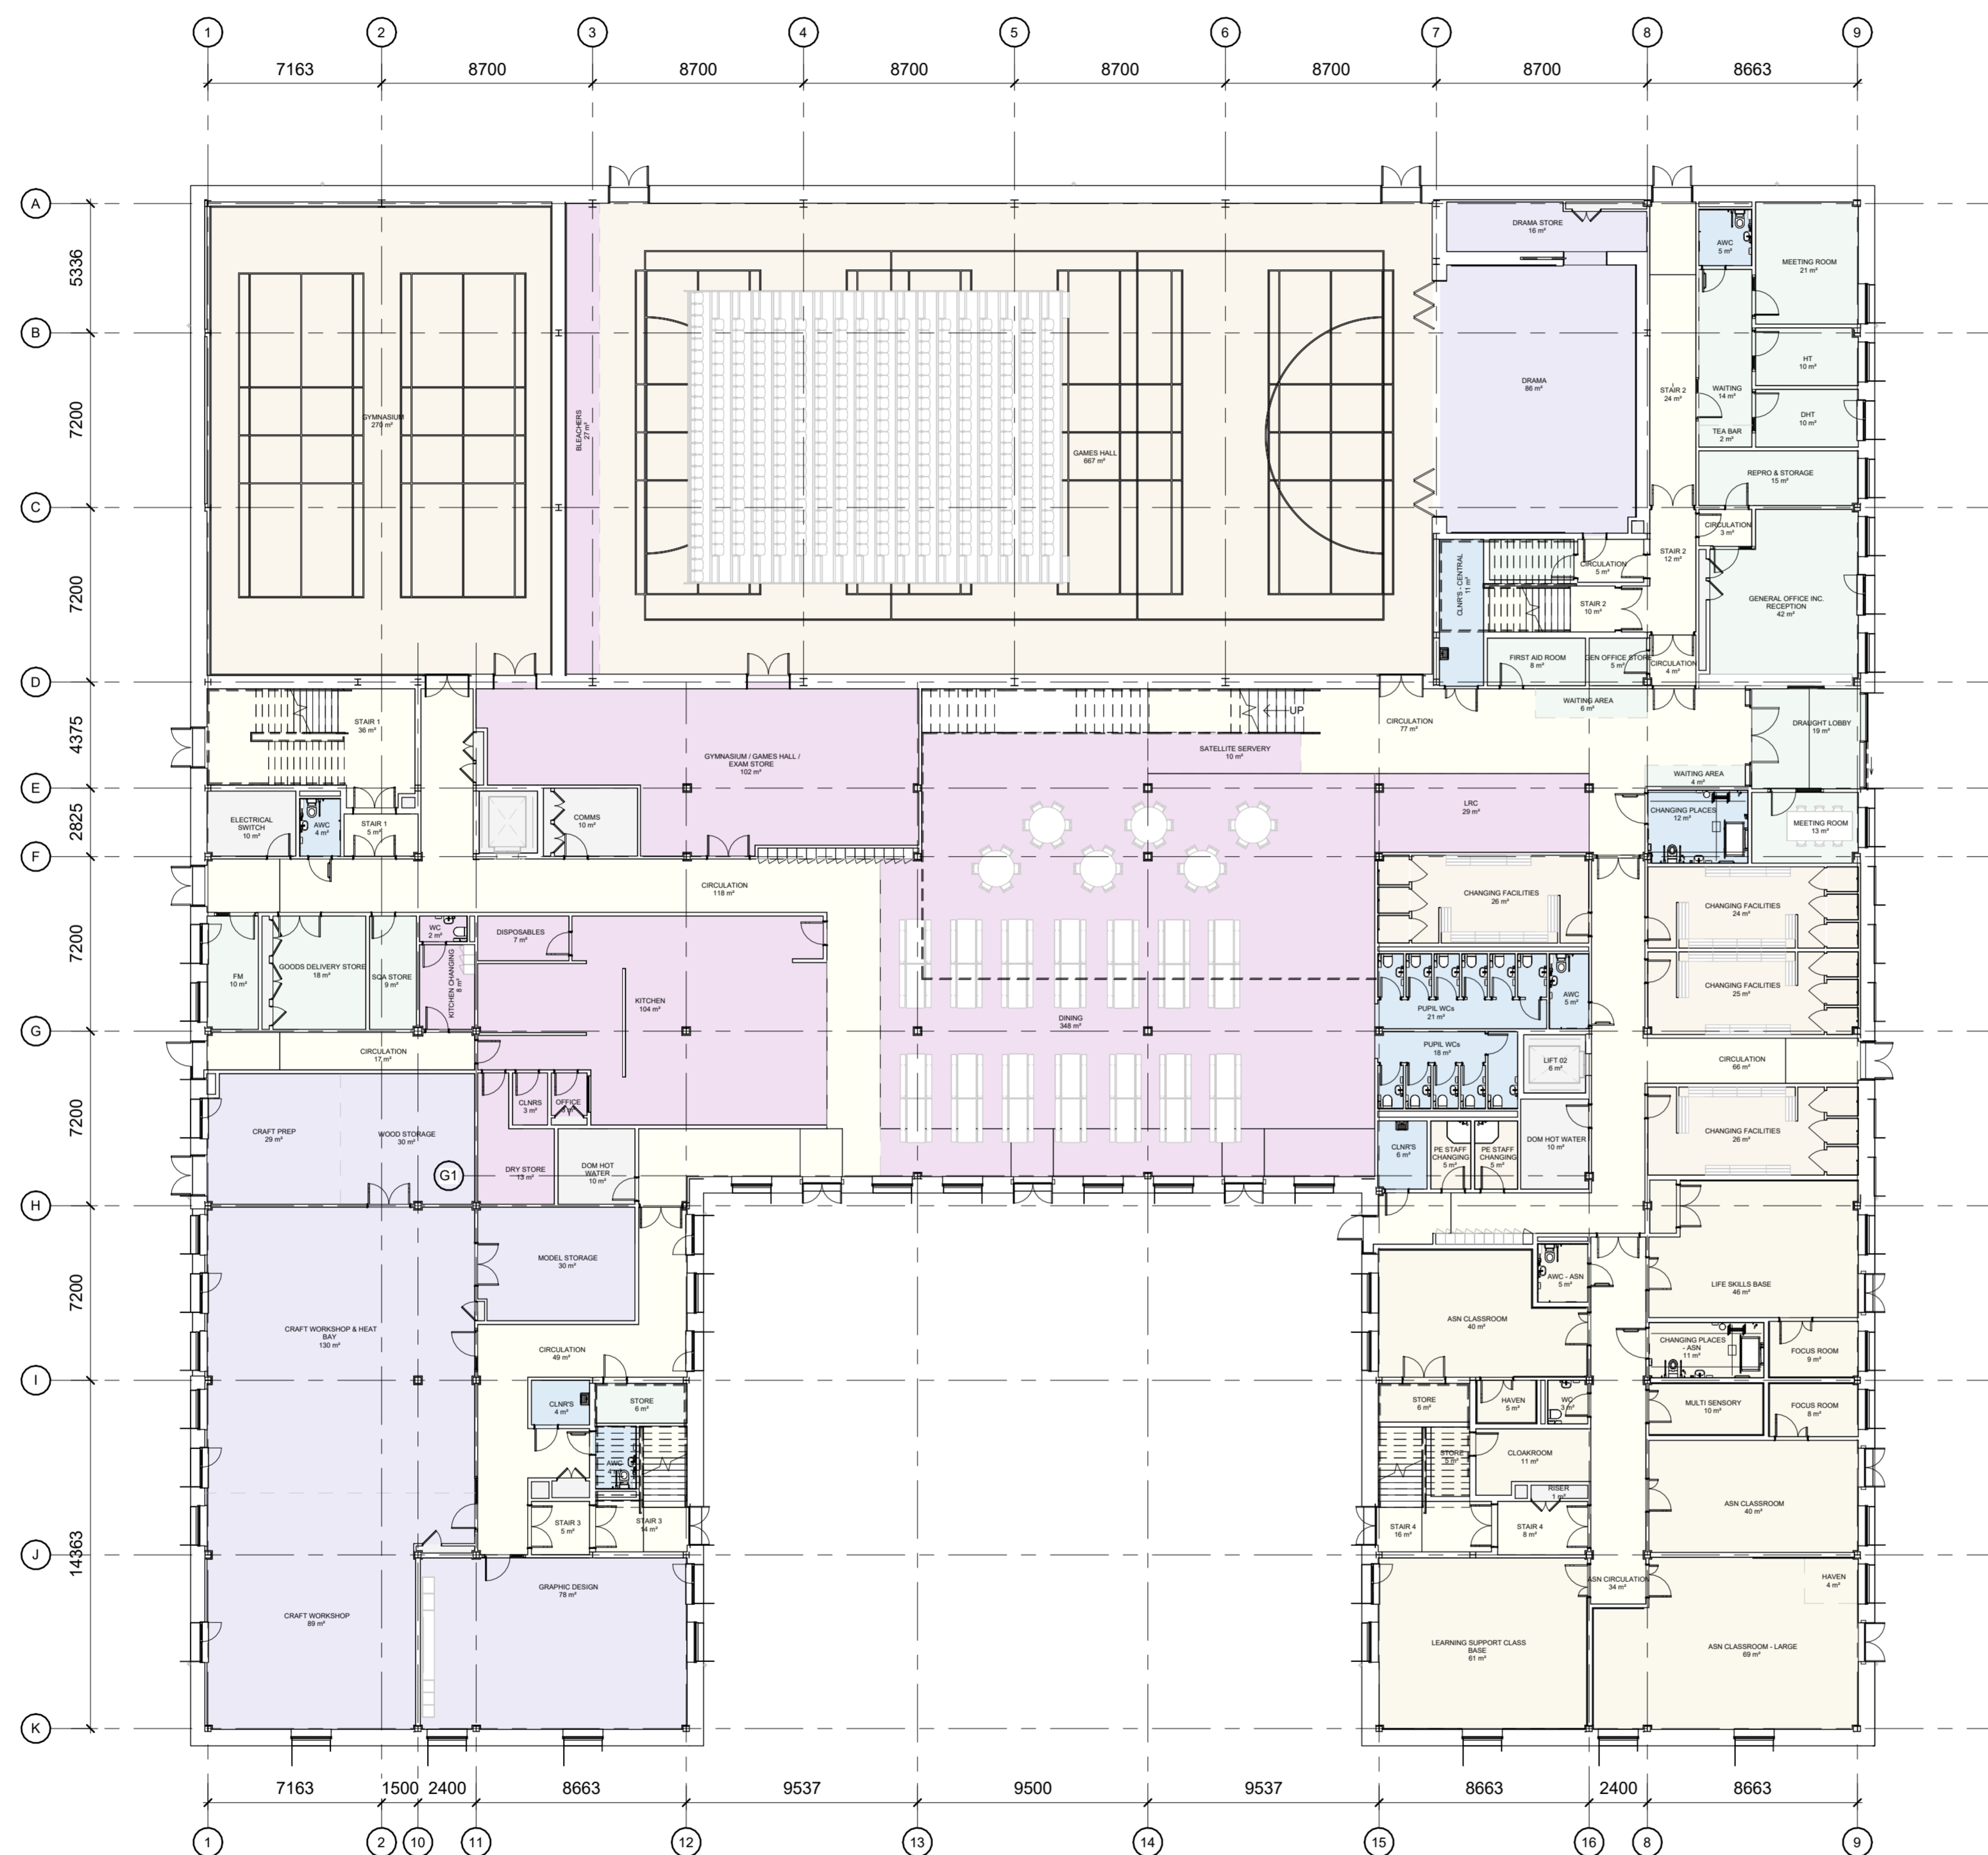 1 2 3 4 5 6 7 8 9
7163 8700 8700 8700 8700 8700 8700 8663
A
5336
B
7200
C
7200
D
4375
E
2825
F
7200
G
7200
H
7200
I
14363
J
K
GYMNASIUM
270 m²
BLEACHERS
27 m²
GAMES HALL
667 m²
DRAMA STORE
16 m²
DRAMA
86 m²
AWC
5 m²
MEETING ROOM
21 m²
HT
10 m²
STAIR 2
24 m²
WAITING
14 m²
DHT
10 m²
TEA BAR
2 m²
REPRO & STORAGE
15 m²
CIRCULATION
3 m²
STAIR 2
12 m²
CLNR'S - CENTRAL
11 m²
CIRCULATION
5 m²
STAIR 2
10 m²
GENERAL OFFICE INC.
RECEPTION
42 m²
FIRST AID ROOM
8 m²
GEN OFFICE STORE
5 m²
CIRCULATION
4 m²
STAIR 1
36 m²
GYMNASIUM / GAMES HALL /
EXAM STORE
102 m²
UP
SATELLITE SERVERY
10 m²
CIRCULATION
77 m²
WAITING AREA
6 m²
DRAUGHT LOBBY
19 m²
WAITING AREA
4 m²
ELECTRICAL
SWITCH
10 m²
AWC
4 m²
STAIR 1
5 m²
COMMS
10 m²
LRC
29 m²
CHANGING PLACES
12 m²
MEETING ROOM
13 m²
CIRCULATION
118 m²
CHANGING FACILITIES
26 m²
CHANGING FACILITIES
24 m²
FM
10 m²
GOODS DELIVERY STORE
18 m²
SQA STORE
9 m²
WC
2 m²
KITCHEN CHANGING
8 m²
DISPOSABLES
7 m²
KITCHEN
104 m²
DINING
348 m²
PUPIL WCs
21 m²
AWC
5 m²
CHANGING FACILITIES
25 m²
CIRCULATION
17 m²
PUPIL WCs
18 m²
LIFT 02
6 m²
CIRCULATION
66 m²
CRAFT PREP
29 m²
WOOD STORAGE
30 m²
G1
CLNRS
3 m²
OFFICE
DRY STORE
13 m²
DOM HOT
WATER
10 m²
CLNR'S
6 m²
PE STAFF
CHANGING
5 m²
PE STAFF
CHANGING
5 m²
DOM HOT WATER
10 m²
CHANGING FACILITIES
26 m²
MODEL STORAGE
30 m²
CRAFT WORKSHOP & HEAT
BAY
130 m²
CIRCULATION
49 m²
ASN CLASSROOM
40 m²
AWC - ASN
5 m²
LIFE SKILLS BASE
46 m²
CHANGING PLACES
- ASN
11 m²
FOCUS ROOM
9 m²
CLNR'S
4 m²
STORE
6 m²
AWC
STAIR 3
5 m²
STAIR 3
14 m²
STORE
6 m²
HAVEN
5 m²
WC
3 m²
MULTI SENSORY
10 m²
FOCUS ROOM
8 m²
STORE
5 m²
CLOAKROOM
11 m²
RISER
1 m²
ASN CLASSROOM
40 m²
STAIR 4
16 m²
STAIR 4
8 m²
GRAPHIC DESIGN
78 m²
CRAFT WORKSHOP
89 m²
ASN CIRCULATION
34 m²
HAVEN
4 m²
LEARNING SUPPORT CLASS
BASE
61 m²
ASN CLASSROOM - LARGE
69 m²
7163 1500 2400 8663 9537 9500 9537 8663 2400 8663
1 2 10 11 12 13 14 15 16 8 9